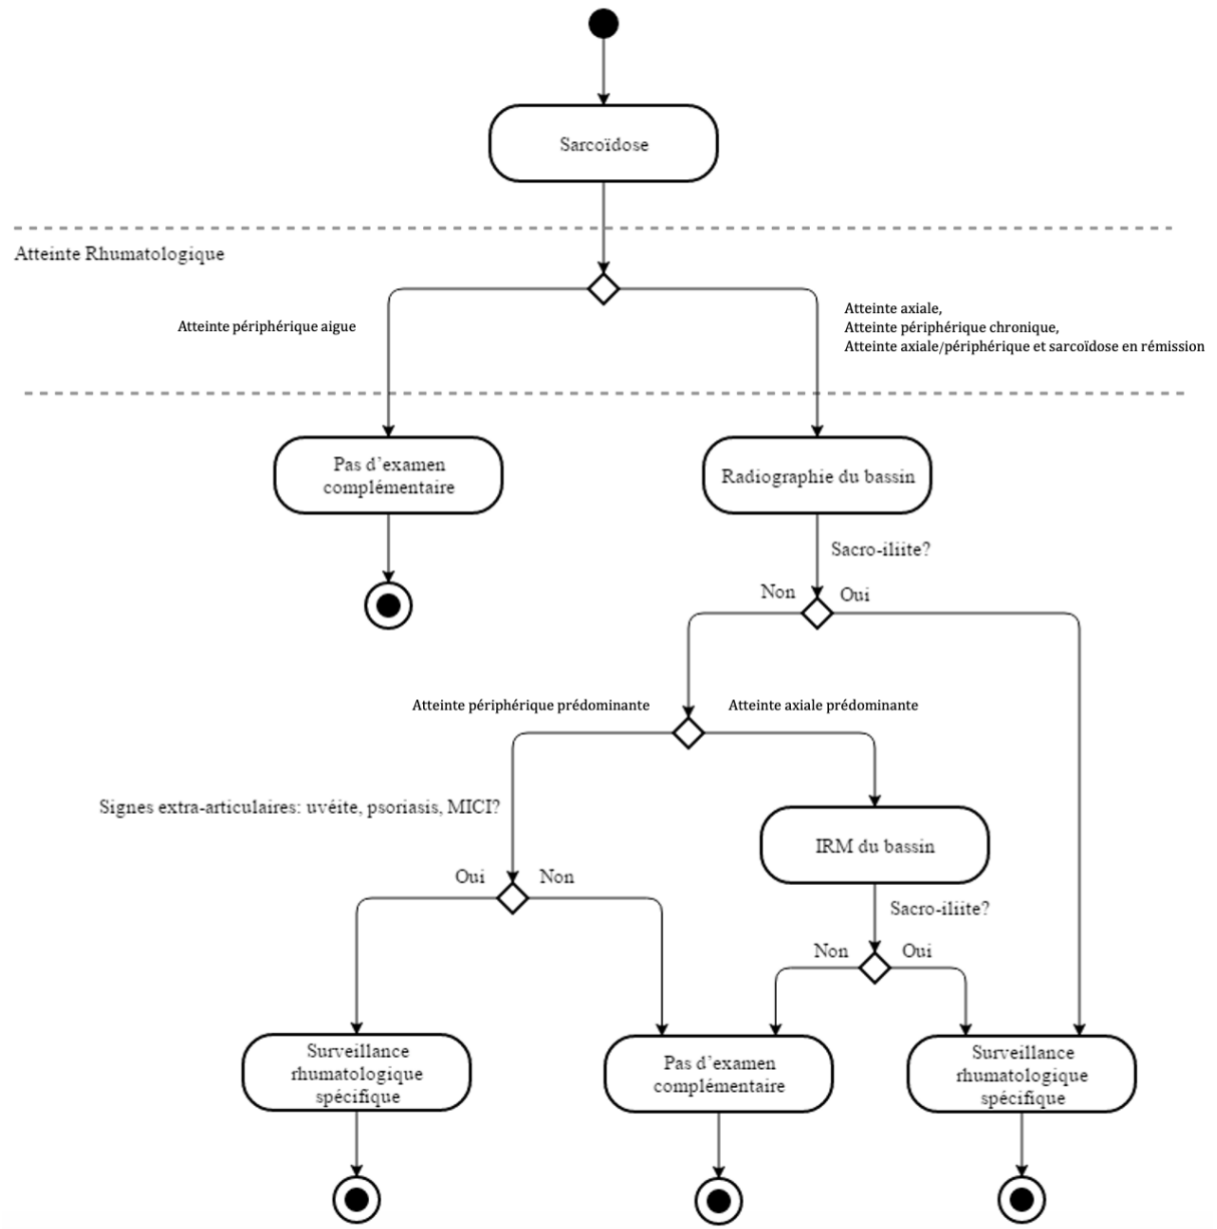 Sarcoïdose
Atteinte Rhumatologique
Atteinte périphérique aigue
Atteinte axiale,
Atteinte périphérique chronique,
Atteinte axiale/périphérique et sarcoïdose en rémission
Pas d'examen
complémentaire
Radiographie du bassin
Sacro-iliite?
Non
Oui
Atteinte périphérique prédominante
Atteinte axiale prédominante
Signes extra-articulaires: uvéite, psoriasis, MICI?
IRM du bassin
Oui
Non
Sacro-iliite?
Non
Oui
Surveillance
rhumatologique
spécifique
Pas d'examen
complémentaire
Surveillance
rhumatologique
spécifique